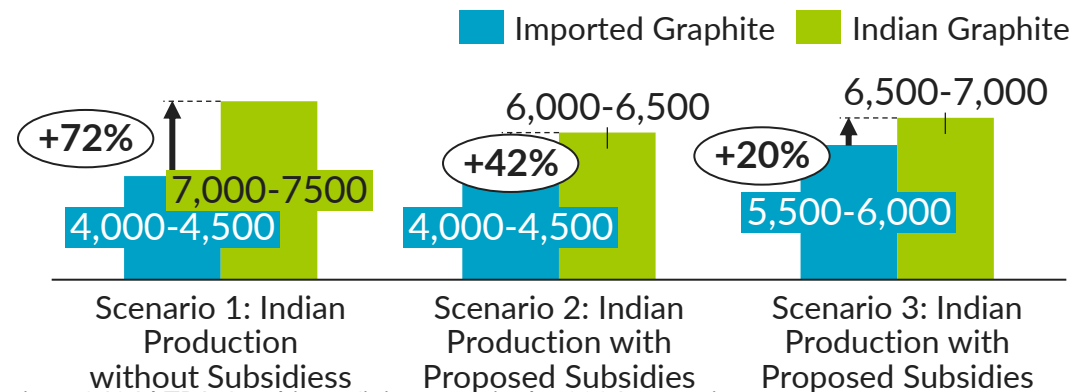 Imported Graphite
Indian Graphite
+72%
7,000-7500
4,000-4,500
Scenario 1: Indian
Production
without Subsidiess
6,000-6,500
+42%
4,000-4,500
Scenario 2: Indian
Production with
Proposed Subsidies
6,500-7,000
+20%
5,500-6,000
Scenario 3: Indian
Production with
Proposed Subsidies